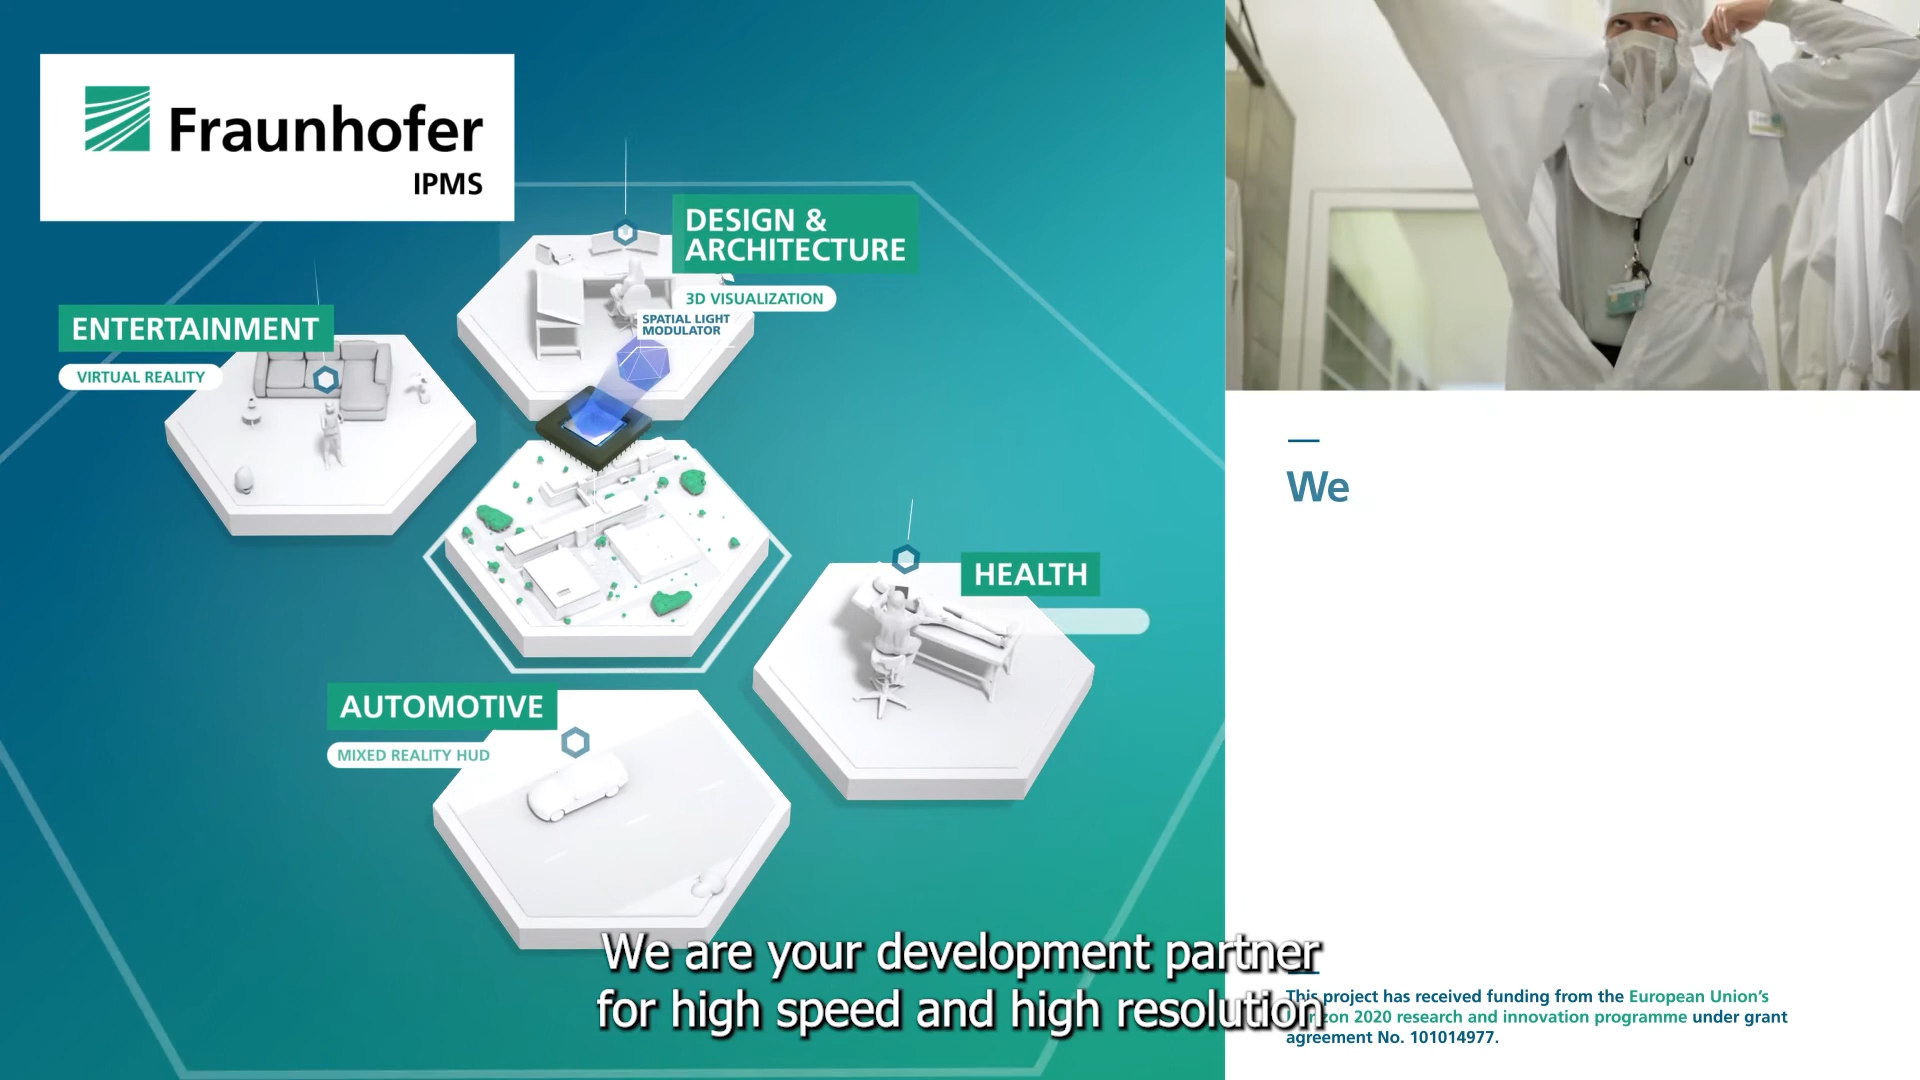 Fraunhofer
IPMS
DESIGN &
ARCHITECTURE
3D VISUALIZATION
SPATIAL LIGHT
MODULATOR
ENTERTAINMENT
VIRTUAL REALITY
HEALTH
AUTOMOTIVE
MIXED REALITY HUD
We
We are your development partner
for high speed and high resolution
This project has received funding from the European Union's
2020 research and innovation programme under grant
agreement No. 101014977.